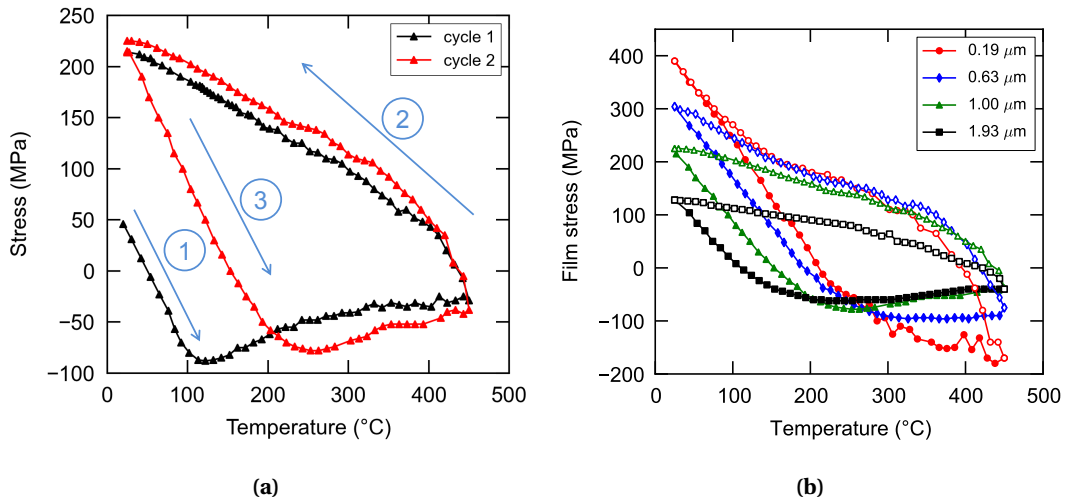 250
200
150
100
50
0
−50
−100
Stress (MPa)
0
100
200
300
400
500
Temperature (°C)
cycle 1
cycle 2
1
2
3
(a)
400
300
200
100
0
−100
−200
Film stress (MPa)
0
100
200
300
400
500
Temperature (°C)
0.19 μm
0.63 μm
1.00 μm
1.93 μm
(b)